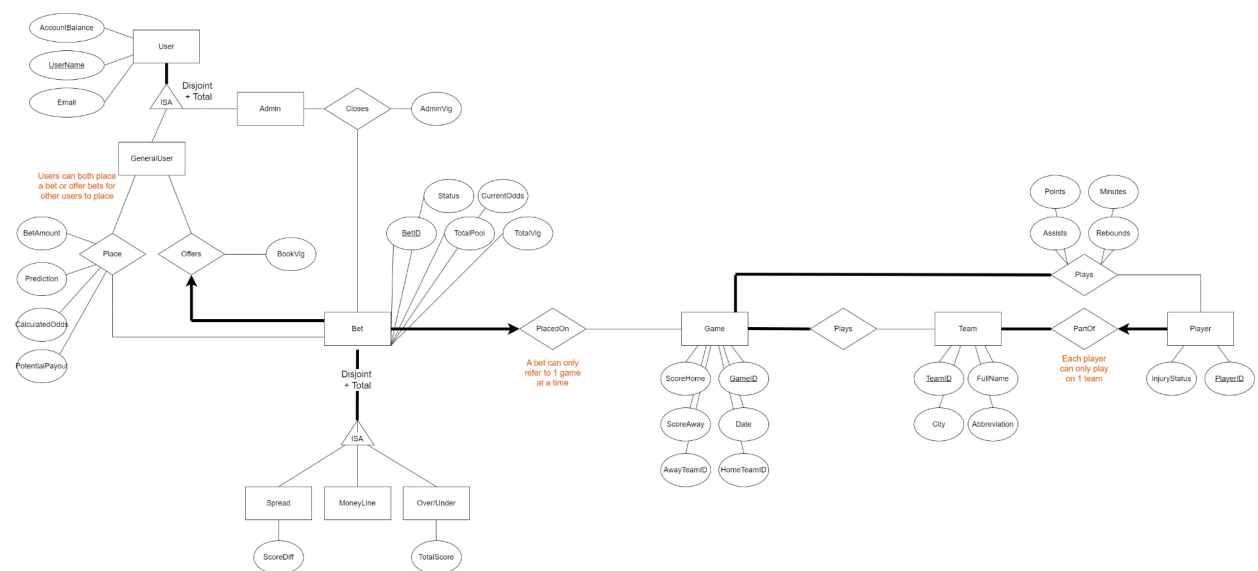 AccountBalance
User
UserName
Email
Disjoint
+ Total
ISA
Admin
Closes
AdminVig
GeneralUser
Users can both place
a bet or offer bets for
other users to place
BetAmount
Prediction
CalculatedOdds
PotentialPayout
Place
Offers
BookVig
Status
CurrentOdds
BetID
TotalPool
TotalVig
Bet
PlacedOn
A bet can only
refer to 1 game
at a time
Disjoint
+ Total
ISA
Spread
MoneyLine
Over/Under
ScoreDiff
TotalScore
Game
Plays
Team
PartOf
Player
Each player
can only play
on 1 team
Points
Minutes
Assists
Rebounds
Plays
ScoreHome
GameID
ScoreAway
Date
AwayTeamID
HomeTeamID
TeamID
FullName
City
Abbreviation
InjuryStatus
PlayerID